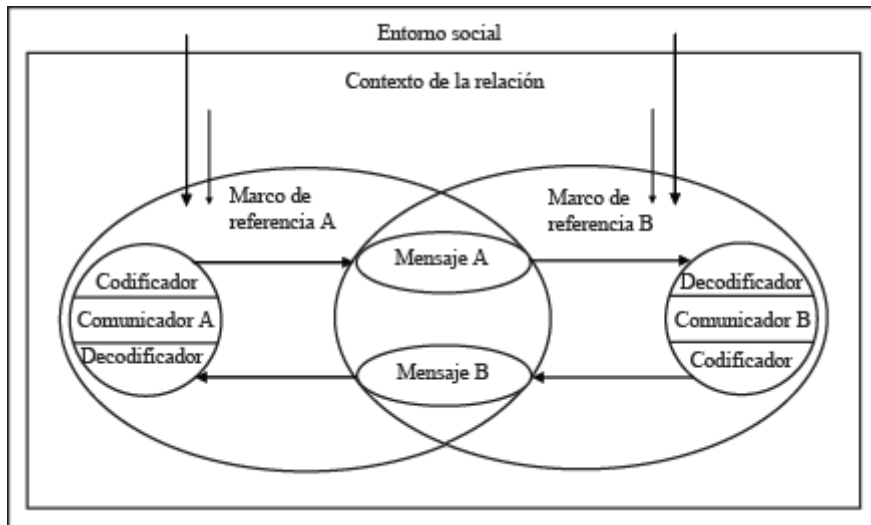 Entorno social
Contexto de la relación
Marco de
referencia A
Marco de
referencia B
Mensaje A
Codificador
Comunicador A
Decodificador
Decodificador
Comunicador B
Codificador
Mensaje B